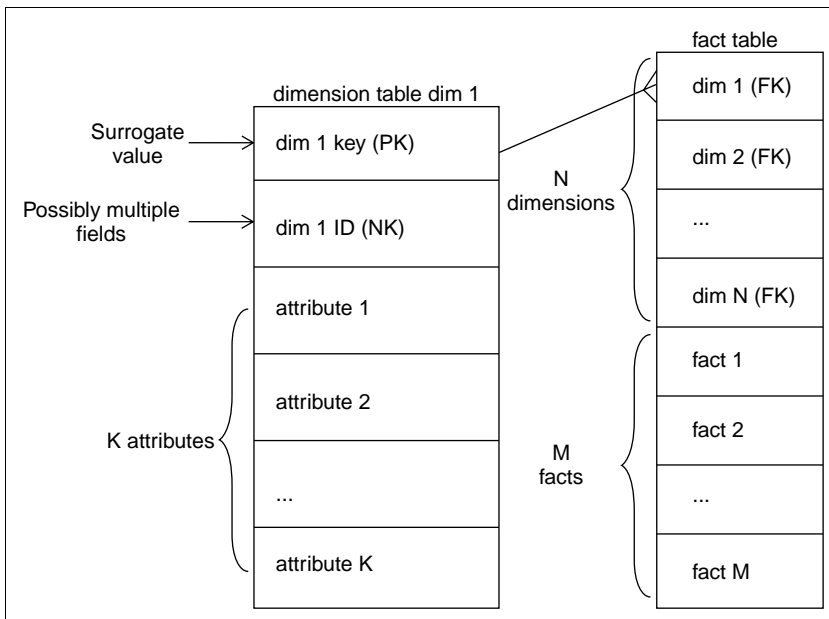 fact table
dimension table dim 1
Surrogate
value
dim 1 key (PK)
Possibly multiple
fields
dim 1 ID (NK)
attribute 1
attribute 2
...
attribute K
K attributes
N
dimensions
dim 1 (FK)
dim 2 (FK)
...
dim N (FK)
M
facts
fact 1
fact 2
...
fact M